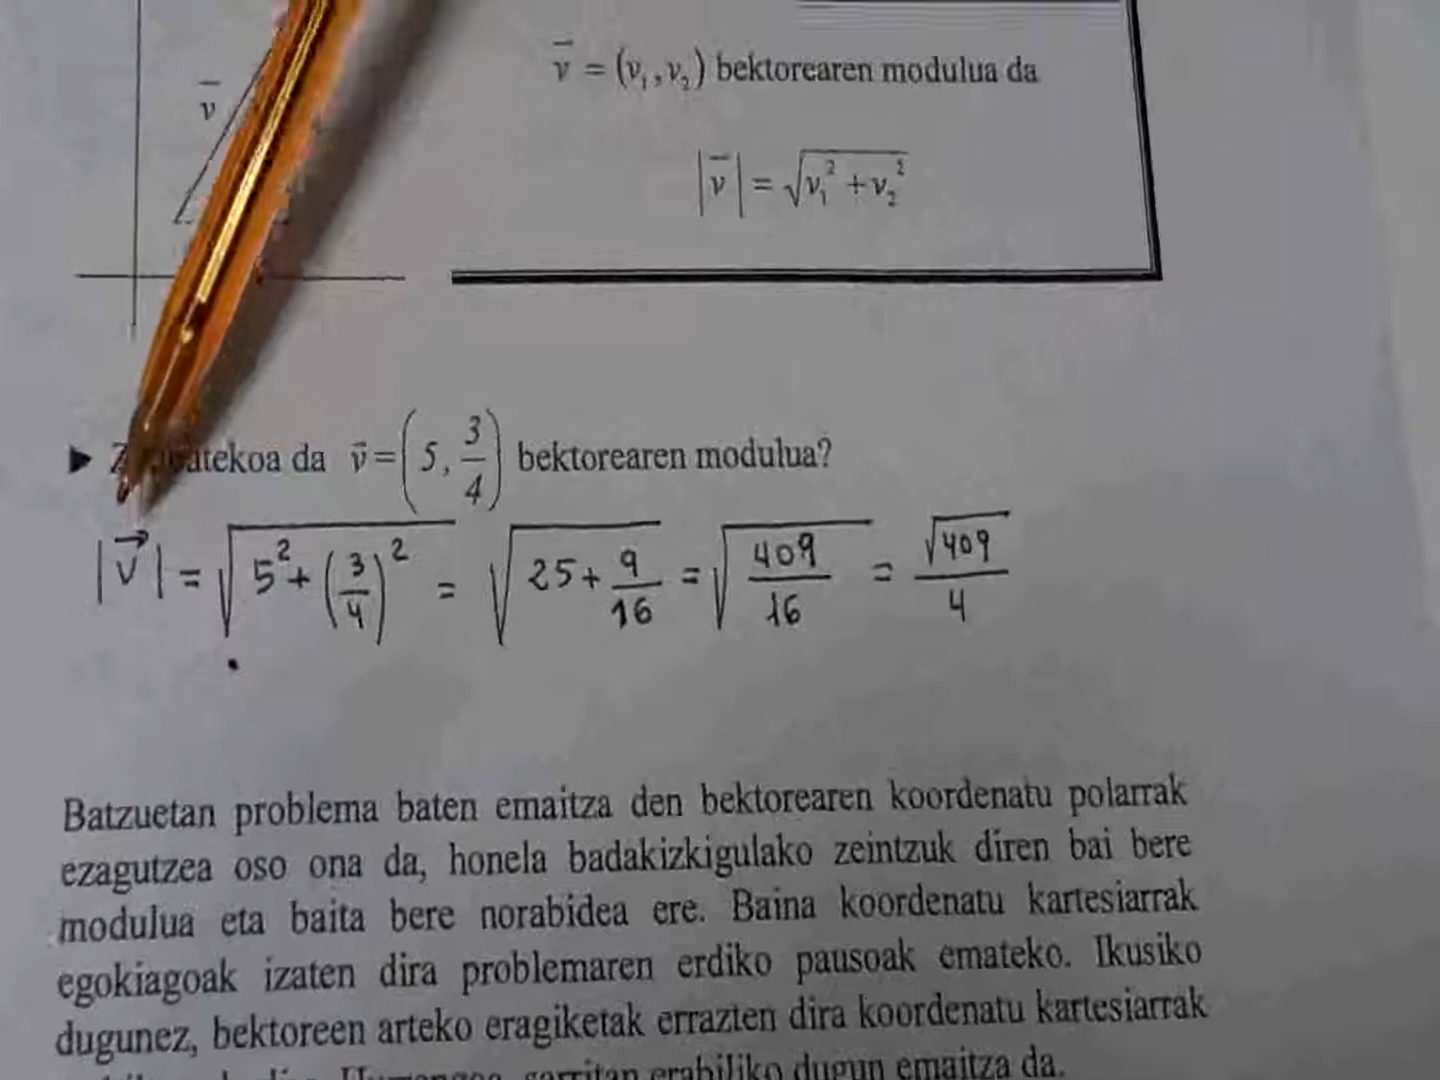 v̄
v̄ = (v₁, v₂) bektorearen modulua da
|v̄| = √(v₁² + v₂²)
da v⃗ = (5, 3/4) bektorearen modulua?
|v⃗| = √(5² + (3/4)²) = √(25 + 9/16) = √(409/16) = √409/4
Batzuetan problema baten emaitza den bektorearen koordenatu polarrak
ezagutzea oso ona da, honela badakizkigulako zeintzuk diren bai bere
modulua eta baita bere norabidea ere. Baina koordenatu kartesiarrak
egokiagoak izaten dira problemaren erdiko pausoak emateko. Ikusiko
dugunez, bektoreen arteko eragiketak errazten dira koordenatu kartesiarrak
sarritan erabiliko dugun emaitza da.